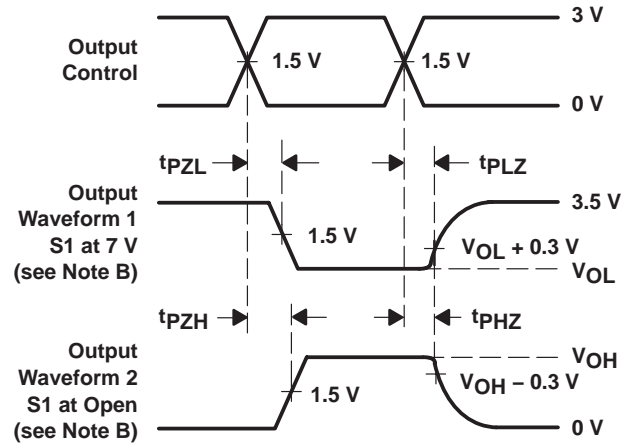 3 V
Output
Control
1.5 V
1.5 V
0 V
tPZL
tPLZ
Output
Waveform 1
S1 at 7 V
(see Note B)
3.5 V
1.5 V
VOL + 0.3 V
VOL
tPZH
tPHZ
Output
Waveform 2
S1 at Open
(see Note B)
VOH
1.5 V
VOH − 0.3 V
0 V